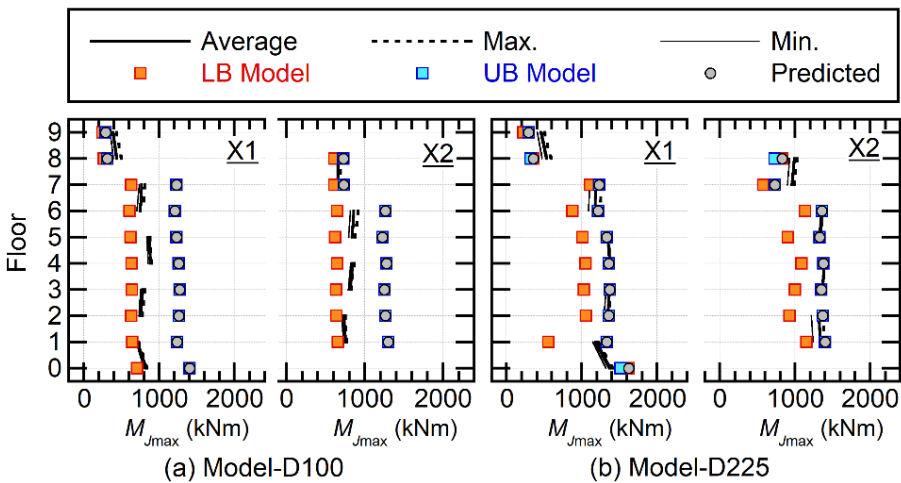 Average Max. Min.
LB Model UB Model Predicted
X1 X2 X1 X2
9
8
7
6
5
4
3
2
1
0
Floor
0 1000 2000 0 1000 2000 0 1000 2000 0 1000 2000
MJmax (kNm) MJmax (kNm) MJmax (kNm) MJmax (kNm)
(a) Model-D100 (b) Model-D225